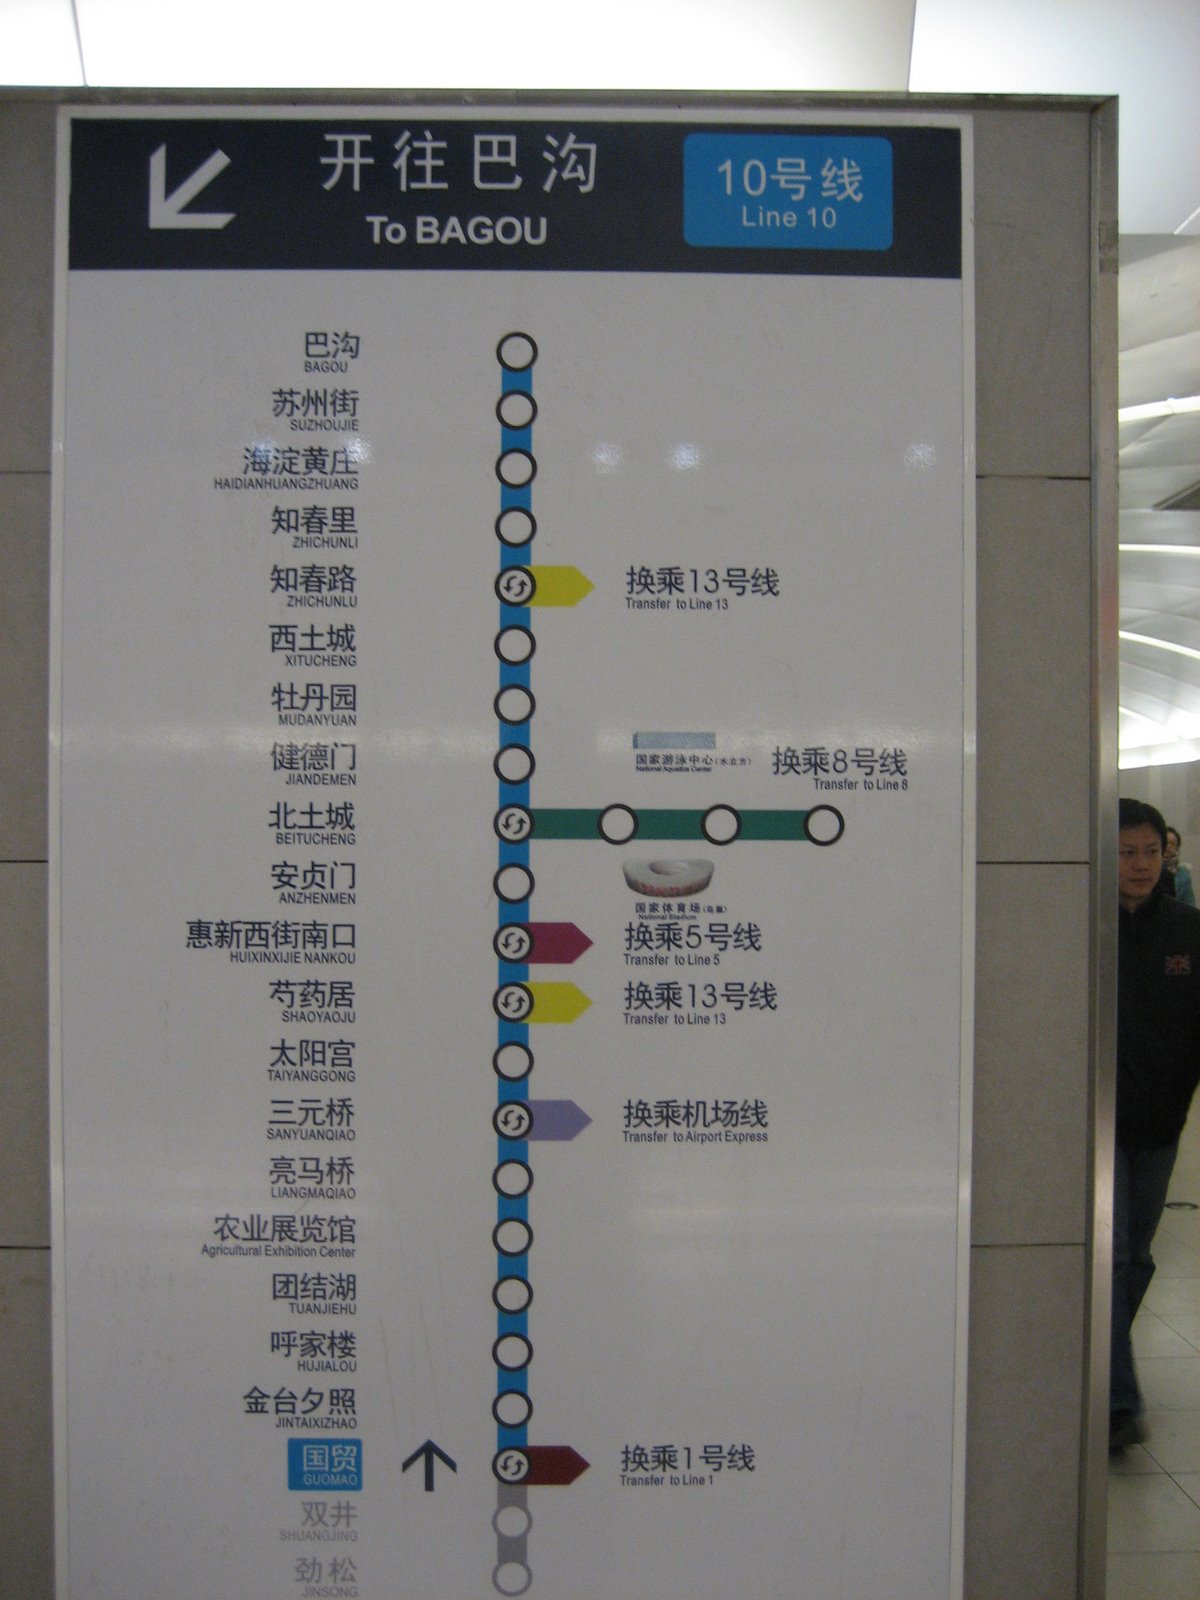 开往巴沟
To BAGOU
10号线
Line 10
巴沟
BAGOU
苏州街
SUZHOUJIE
海淀黄庄
HAIDIANHUANGZHUANG
知春里
ZHICHUNLI
知春路
ZHICHUNLU
换乘13号线
Transfer to Line 13
西土城
XITUCHENG
牡丹园
MUDANYUAN
健德门
JIANDEMEN
国家游泳中心(水立方)
National Aquatics Center
换乘8号线
Transfer to Line 8
北土城
BEITUCHENG
安贞门
ANZHENMEN
国家体育场(鸟巢)
National Stadium
惠新西街南口
HUIXINXIJIE NANKOU
换乘5号线
Transfer to Line 5
芍药居
SHAOYAOJU
换乘13号线
Transfer to Line 13
太阳宫
TAIYANGGONG
三元桥
SANYUANQIAO
换乘机场线
Transfer to Airport Express
亮马桥
LIANGMAQIAO
农业展览馆
Agricultural Exhibition Center
团结湖
TUANJIEHU
呼家楼
HUJIALOU
金台夕照
JINTAIXIZHAO
国贸
GUOMAO
换乘1号线
Transfer to Line 1
双井
SHUANGJING
劲松
JINSONG